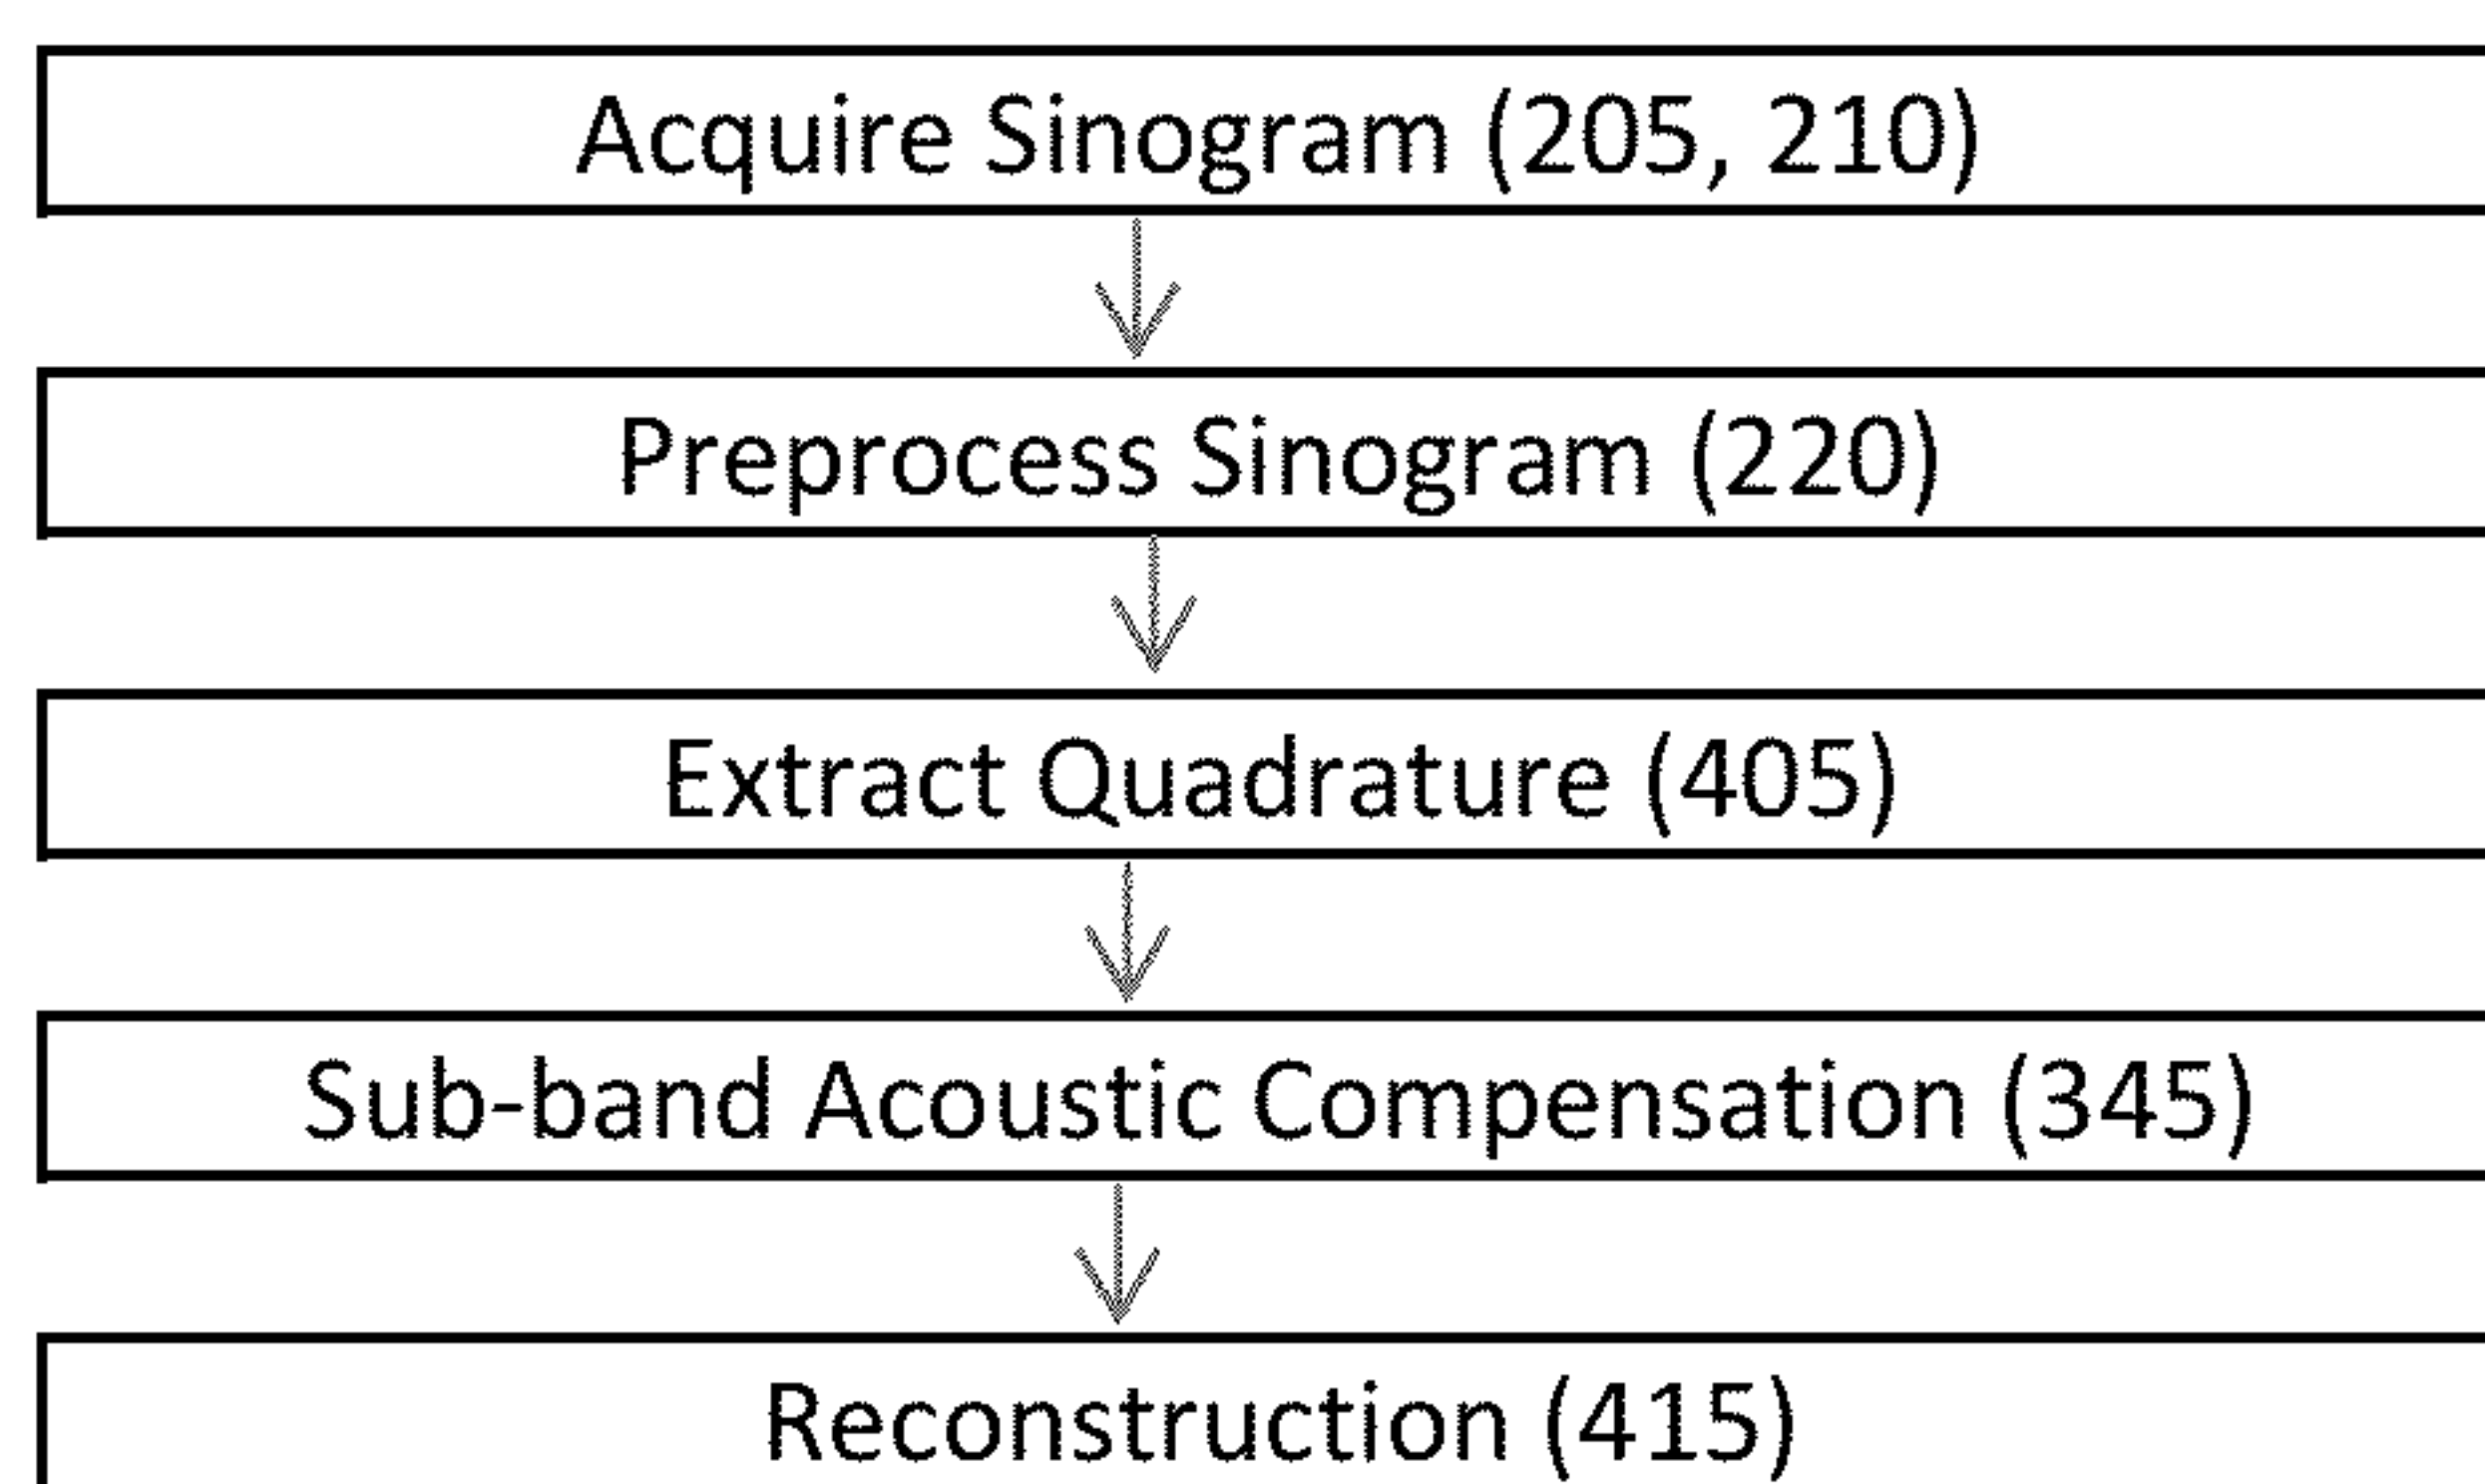 Acquire Sinogram (205, 210)
Preprocess Sinogram (220)
Extract Quadrature (405)
Sub-band Acoustic Compensation (345)
Reconstruction (415)